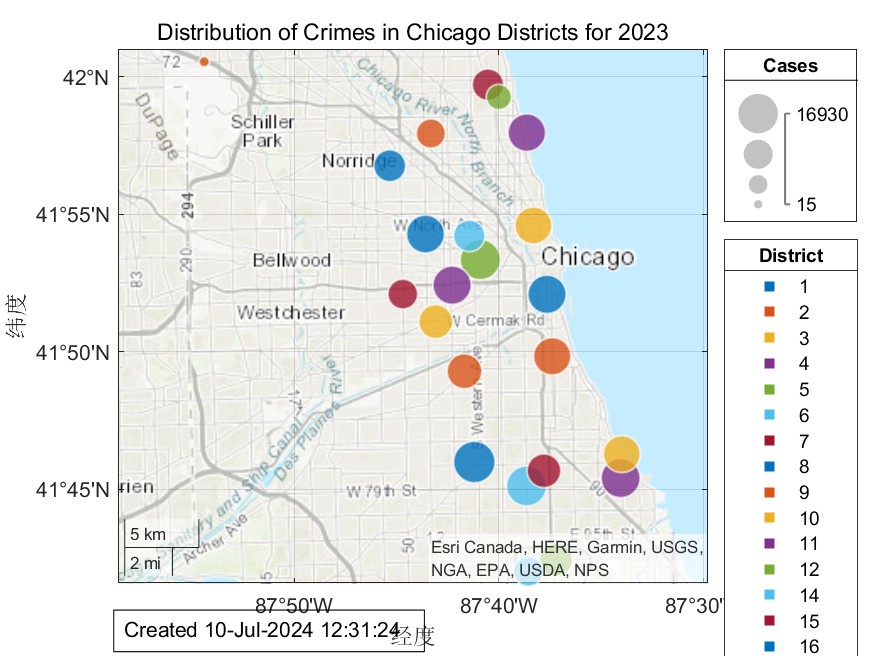 Distribution of Crimes in Chicago Districts for 2023
42°N
41°55'N
41°50'N
41°45'N
纬度
72
DuPage
Schiller
Park
Norridge
Chicago River North Branch
294
290
W North Ave
Chicago
Bellwood
83
Westchester
W Cermak Rd
S Western Ave
171
Sanitary and Ship Canal
Des Plaines River
W 79th St
90
Archer Ave
50
E 95th St
5 km
2 mi
Esri Canada, HERE, Garmin, USGS,
NGA, EPA, USDA, NPS
87°50'W
87°40'W
87°30'
经度
Created 10-Jul-2024 12:31:24
Cases
16930
15
District
1
2
3
4
5
6
7
8
9
10
11
12
14
15
16